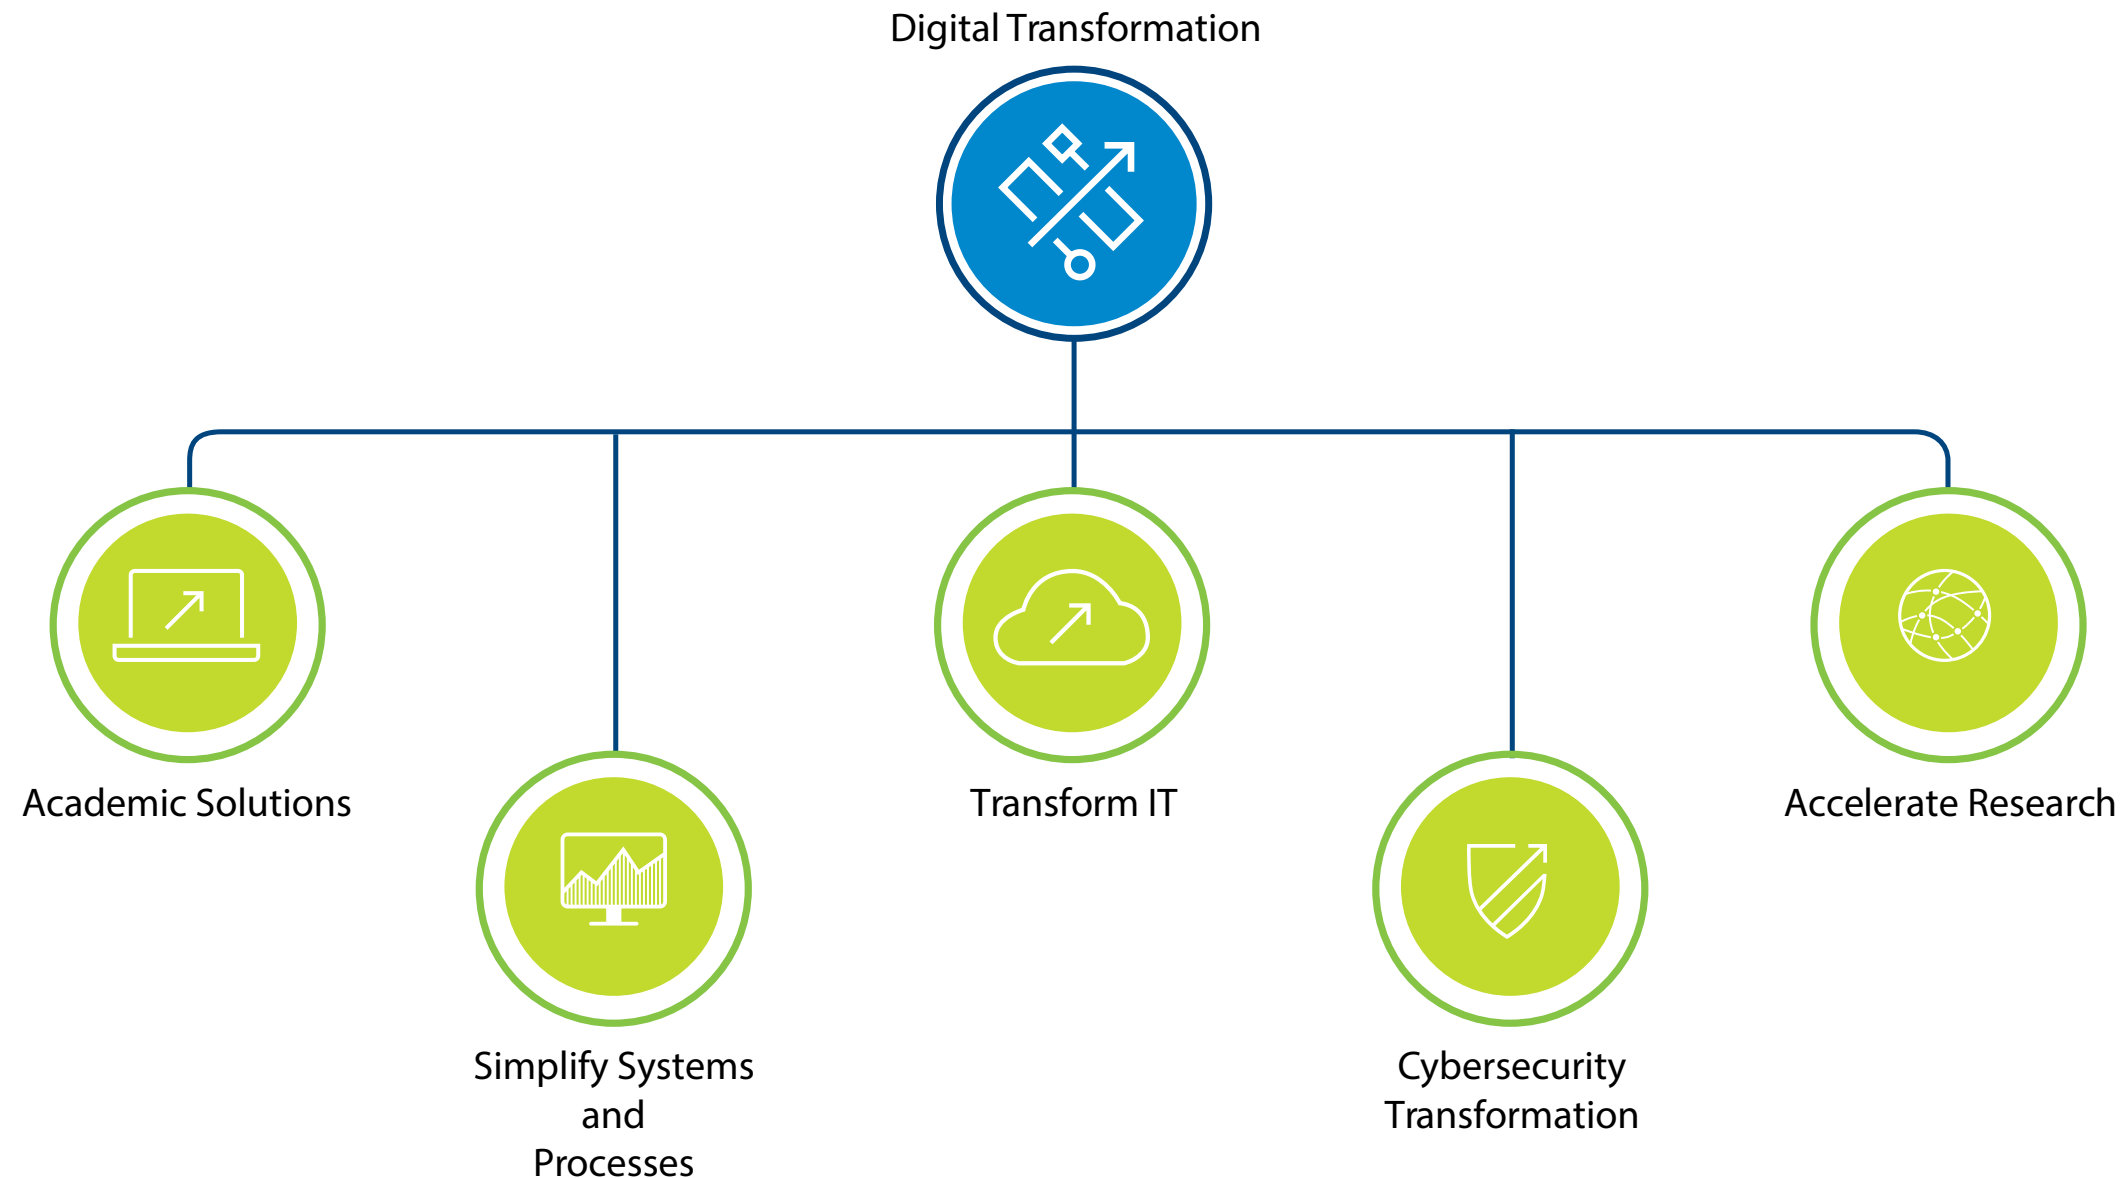 Digital Transformation
Academic Solutions
Transform IT
Accelerate Research
Simplify Systems
and
Processes
Cybersecurity
Transformation